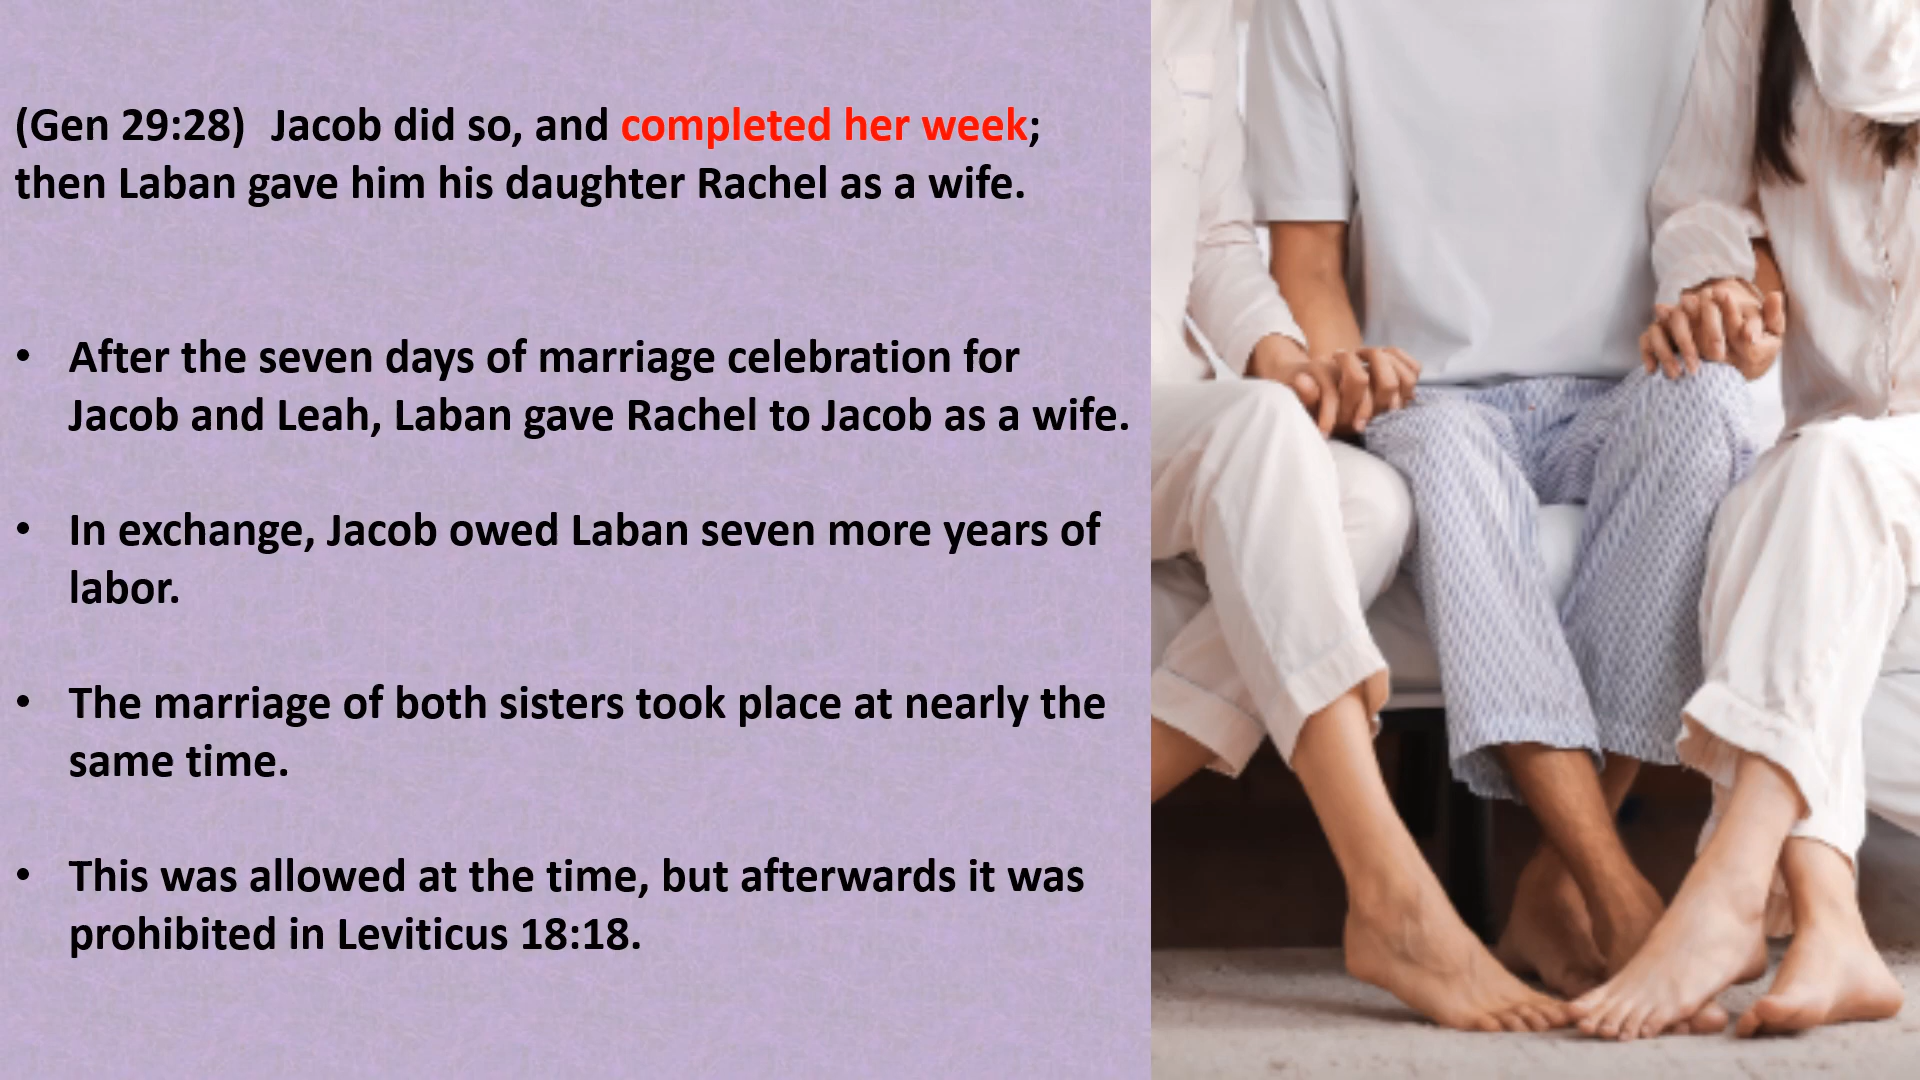 (Gen 29:28)  Jacob did so, and completed her week;
then Laban gave him his daughter Rachel as a wife.
• After the seven days of marriage celebration for
Jacob and Leah, Laban gave Rachel to Jacob as a wife.
• In exchange, Jacob owed Laban seven more years of
labor.
• The marriage of both sisters took place at nearly the
same time.
• This was allowed at the time, but afterwards it was
prohibited in Leviticus 18:18.